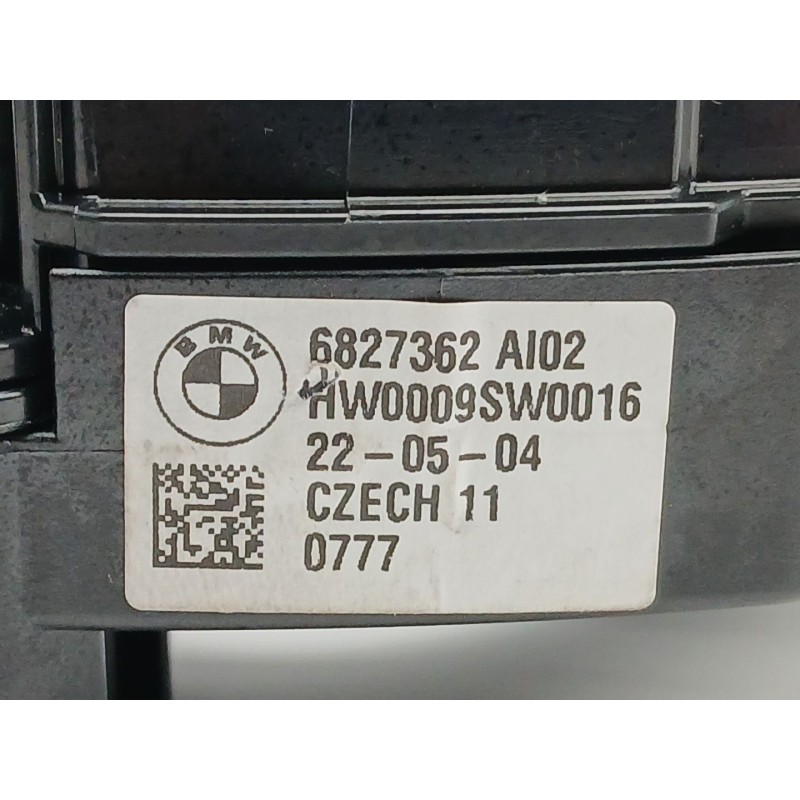 BMW
6827362 AI02
HW0009SW0016
22-05-04
CZECH 11
0777